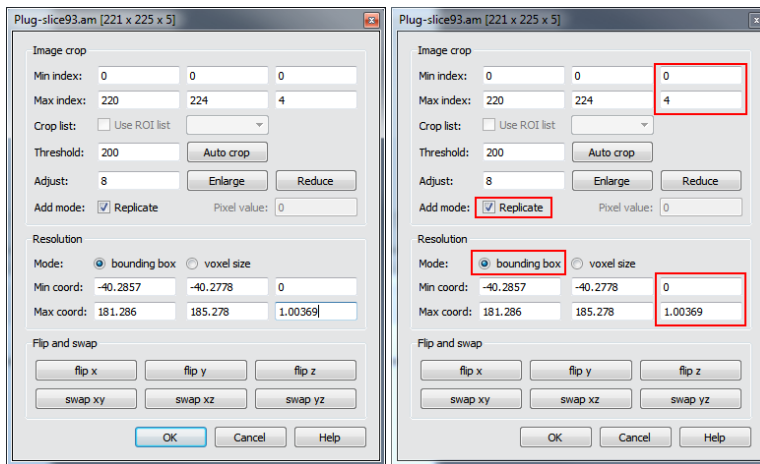 Plug-slice93.am [221 x 225 x 5]
Image crop
Min index: 0 0 0
Max index: 220 224 4
Crop list: Use ROI list
Threshold: 200 Auto crop
Adjust: 8 Enlarge Reduce
Add mode: Replicate Pixel value: 0
Resolution
Mode: bounding box voxel size
Min coord: -40.2857 -40.2778 0
Max coord: 181.286 185.278 1.00369
Flip and swap
flip x flip y flip z
swap xy swap xz swap yz
OK Cancel Help
Plug-slice93.am [221 x 225 x 5]
Image crop
Min index: 0 0 0
Max index: 220 224 4
Crop list: Use ROI list
Threshold: 200 Auto crop
Adjust: 8 Enlarge Reduce
Add mode: Replicate Pixel value: 0
Resolution
Mode: bounding box voxel size
Min coord: -40.2857 -40.2778 0
Max coord: 181.286 185.278 1.00369
Flip and swap
flip x flip y flip z
swap xy swap xz swap yz
OK Cancel Help